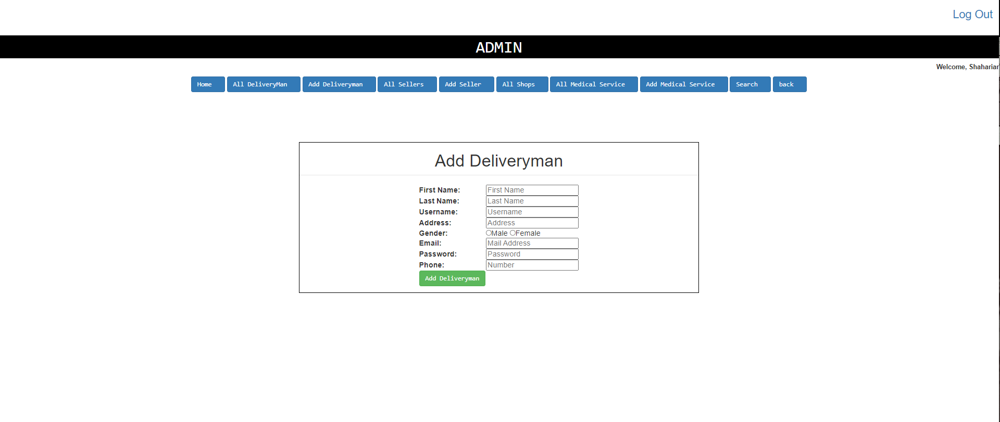 Log Out
ADMIN
Welcome, Shahariar
Home All DeliveryMan Add Deliveryman All Sellers Add Seller All Shops All Medical Service Add Medical Service Search back
Add Deliveryman
First Name: First Name
Last Name: Last Name
Username: Username
Address: Address
Gender: Male Female
Email: Mail Address
Password: Password
Phone: Number
Add Deliveryman